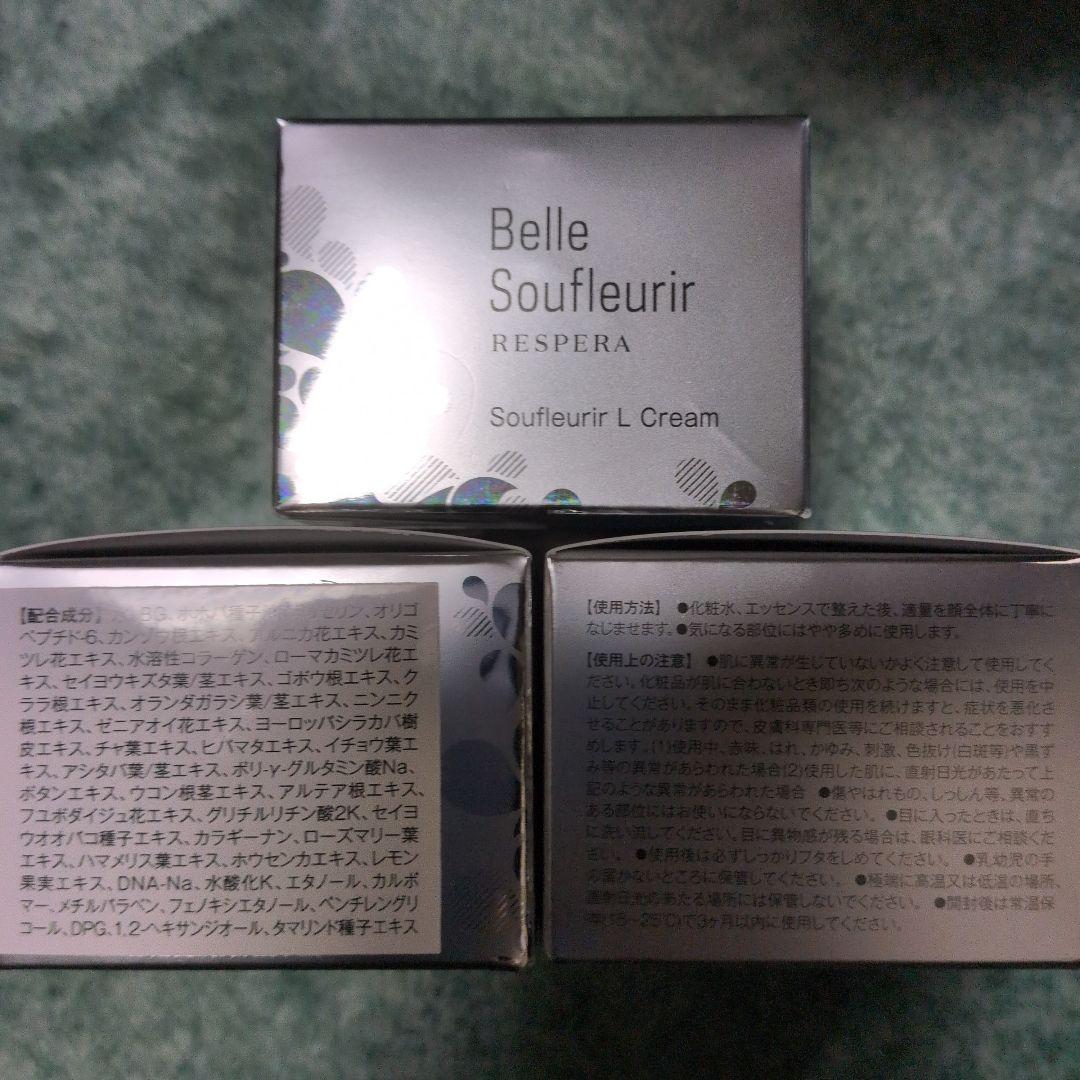 Belle
Soufleurir
RESPERA
Soufleurir L Cream
【配合成分】 BG、ホホバ種子 リセリン、オリゴ
ペプチド-6、カンゾウ根エキス、アルニカ花エキス、カミ
ツレ花エキス、水溶性コラーゲン、ローマカミツレ花エ
キス、セイヨウキズタ葉/茎エキス、ゴボウ根エキス、ク
ララ根エキス、オランダガラシ葉/茎エキス、ニンニク
根エキス、ゼニアオイ花エキス、ヨーロッパシラカバ樹
皮エキス、チャ葉エキス、ヒバマタエキス、イチョウ葉エ
キス、アシタバ葉/茎エキス、ポリ-γ-グルタミン酸Na、
ボタンエキス、ウコン根茎エキス、アルテア根エキス、
フユボダイジュ花エキス、グリチルリチン酸2K、セイヨ
ウオオバコ種子エキス、カラギーナン、ローズマリー葉
エキス、ハマメリス葉エキス、ホウセンカエキス、レモン
果実エキス、DNA-Na、水酸化K、エタノール、カルボ
マー、メチルパラベン、フェノキシエタノール、ペンチレングリ
コール、DPG、1,2-ヘキサンジオール、タマリンド種子エキス
【使用方法】 ●化粧水、エッセンスで整えた後、適量を顔全体に丁寧に
なじませます。●気になる部位にはやや多めに使用します。
【使用上の注意】 ●肌に異常が生じていないかよく注意して使用してく
ださい。化粧品が肌に合わないとき即ち次のような場合には、使用を中
止してください。そのまま化粧品類の使用を続けますと、症状を悪化さ
せることがありますので、皮膚科専門医等にご相談されることをおすす
めします。(1)使用中、赤味、はれ、かゆみ、刺激、色抜け(白斑等)や黒ず
み等の異常があらわれた場合(2)使用した肌に、直射日光があたって上
記のような異常があらわれた場合 ●傷やはれもの、しっしん等、異常の
ある部位にはお使いにならないでください。 ●目に入ったときは、直ち
に洗い流してください。目に異物感が残る場合は、眼科医にご相談くだ
さい。 ●使用後は必ずしっかりフタをしめてください。 ●乳幼児の手
の届かないところに保管してください。 ●極端に高温又は低温の場所、
直射日光のあたる場所には保管しないでください。 ●開封後は常温保
存(15~25℃)で3ヶ月以内に使用してください。